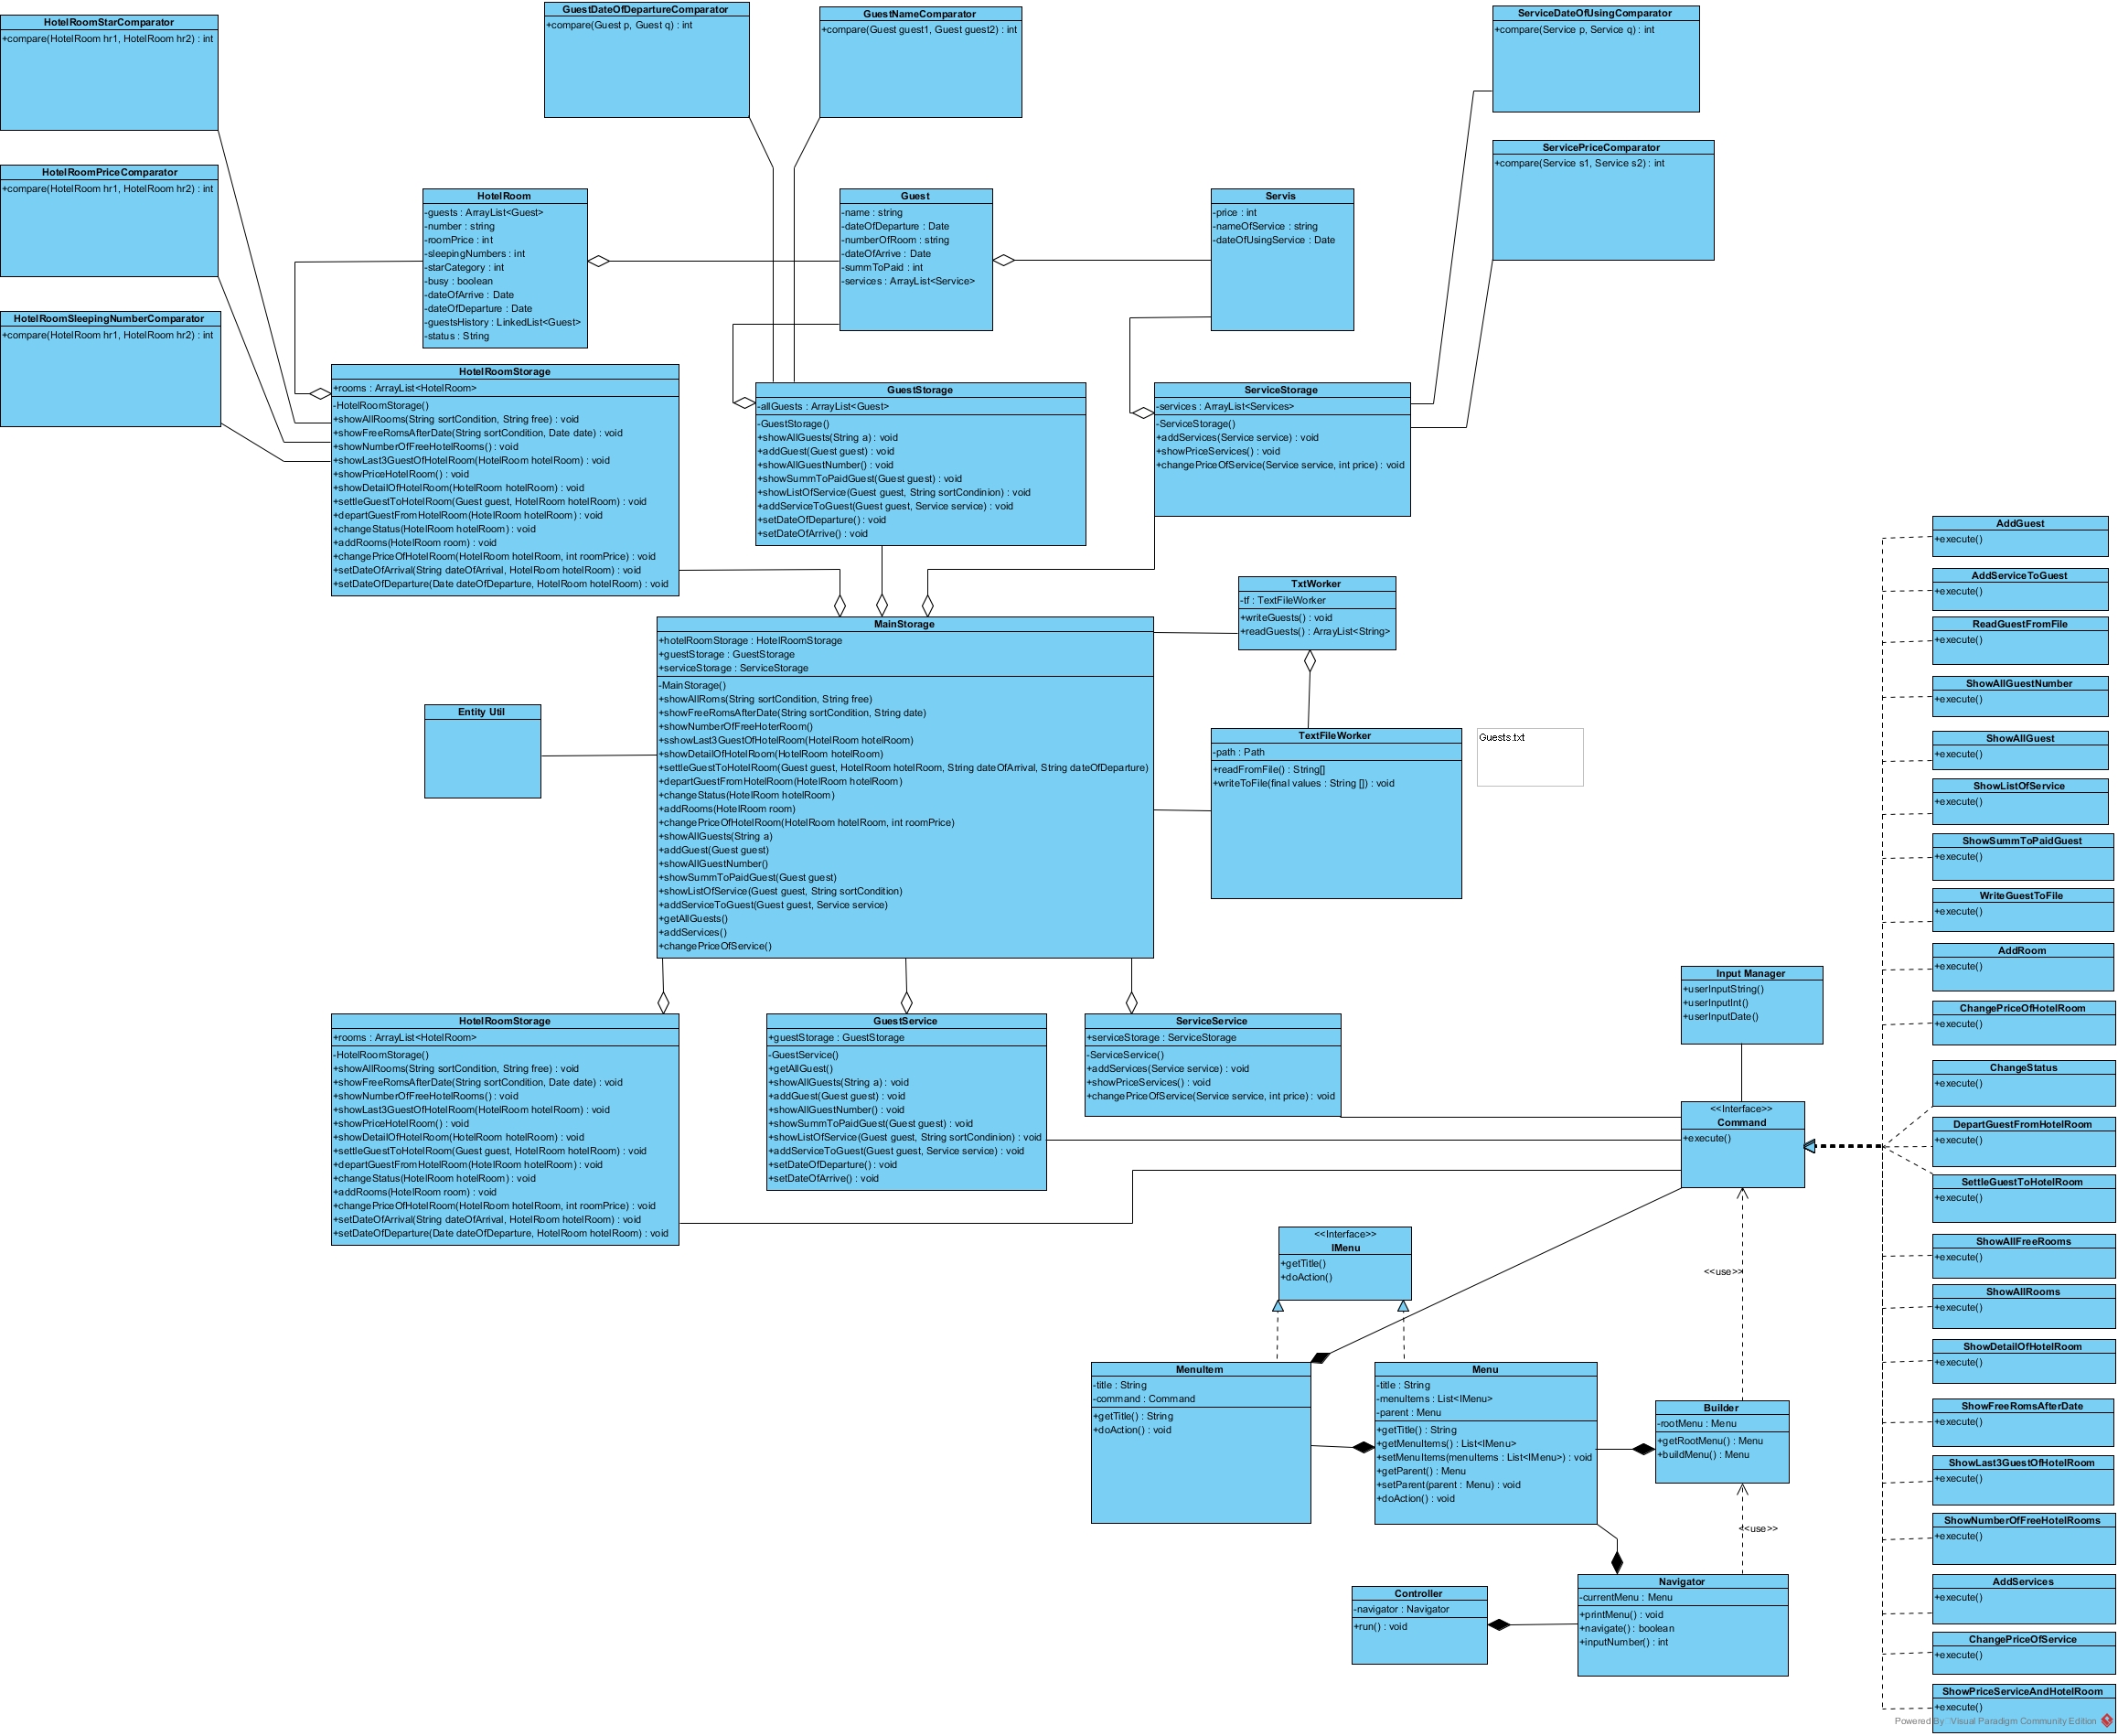 HotelRoomStarComparator
+compare(HotelRoom hr1, HotelRoom hr2) : int
GuestDateOfDepartureComparator
+compare(Guest p, Guest q) : int
GuestNameComparator
+compare(Guest guest1, Guest guest2) : int
ServiceDateOfUsingComparator
+compare(Service p, Service q) : int
HotelRoomPriceComparator
+compare(HotelRoom hr1, HotelRoom hr2) : int
ServicePriceComparator
+compare(Service s1, Service s2) : int
HotelRoomSleepingNumberComparator
+compare(HotelRoom hr1, HotelRoom hr2) : int
HotelRoom
-guests : ArrayList<Guest>
-number : string
-roomPrice : int
-sleepingNumbers : int
-starCategory : int
-busy : boolean
-dateOfArrive : Date
-dateOfDeparture : Date
-guestsHistory : LinkedList<Guest>
-status : String
Guest
-name : string
-dateOfDeparture : Date
-numberOfRoom : string
-dateOfArrive : Date
-summToPaid : int
-services : ArrayList<Service>
Servis
-price : int
-nameOfService : string
-dateOfUsingService : Date
HotelRoomStorage
+rooms : ArrayList<HotelRoom>
-HotelRoomStorage()
+showAllRooms(String sortCondition, String free) : void
+showFreeRomsAfterDate(String sortCondition, Date date) : void
+showNumberOfFreeHotelRooms() : void
+showLast3GuestOfHotelRoom(HotelRoom hotelRoom) : void
+showPriceHotelRoom() : void
+showDetailOfHotelRoom(HotelRoom hotelRoom) : void
+settleGuestToHotelRoom(Guest guest, HotelRoom hotelRoom) : void
+departGuestFromHotelRoom(HotelRoom hotelRoom) : void
+changeStatus(HotelRoom hotelRoom) : void
+addRooms(HotelRoom room) : void
+changePriceOfHotelRoom(HotelRoom hotelRoom, int roomPrice) : void
+setDateOfArrival(String dateOfArrival, HotelRoom hotelRoom) : void
+setDateOfDeparture(Date dateOfDeparture, HotelRoom hotelRoom) : void
GuestStorage
-allGuests : ArrayList<Guest>
-GuestStorage()
+showAllGuests(String a) : void
+addGuest(Guest guest) : void
+showAllGuestNumber() : void
+showSummToPaidGuest(Guest guest) : void
+showListOfService(Guest guest, String sortCondinion) : void
+addServiceToGuest(Guest guest, Service service) : void
+setDateOfDeparture() : void
+setDateOfArrive() : void
ServiceStorage
-services : ArrayList<Services>
-ServiceStorage()
+addServices(Service service) : void
+showPriceServices() : void
+changePriceOfService(Service service, int price) : void
TxtWorker
-tf : TextFileWorker
+writeGuests() : void
+readGuests() : ArrayList<String>
MainStorage
+hotelRoomStorage : HotelRoomStorage
+guestStorage : GuestStorage
+serviceStorage : ServiceStorage
-MainStorage()
+showAllRoms(String sortCondition, String free)
+showFreeRomsAfterDate(String sortCondition, String date)
+showNumberOfFreeHoterRoom()
+sshowLast3GuestOfHotelRoom(HotelRoom hotelRoom)
+showDetailOfHotelRoom(HotelRoom hotelRoom)
+settleGuestToHotelRoom(Guest guest, HotelRoom hotelRoom, String dateOfArrival, String dateOfDeparture)
+departGuestFromHotelRoom(HotelRoom hotelRoom)
+changeStatus(HotelRoom hotelRoom)
+addRooms(HotelRoom room)
+changePriceOfHotelRoom(HotelRoom hotelRoom, int roomPrice)
+showAllGuests(String a)
+addGuest(Guest guest)
+showAllGuestNumber()
+showSummToPaidGuest(Guest guest)
+showListOfService(Guest guest, String sortCondition)
+addServiceToGuest(Guest guest, Service service)
+getAllGuests()
+addServices()
+changePriceOfService()
Entity Util
TextFileWorker
-path : Path
+readFromFile() : String[]
+writeToFile(final values : String []) : void
Guests.txt
HotelRoomStorage
+rooms : ArrayList<HotelRoom>
-HotelRoomStorage()
+showAllRooms(String sortCondition, String free) : void
+showFreeRomsAfterDate(String sortCondition, Date date) : void
+showNumberOfFreeHotelRooms() : void
+showLast3GuestOfHotelRoom(HotelRoom hotelRoom) : void
+showPriceHotelRoom() : void
+showDetailOfHotelRoom(HotelRoom hotelRoom) : void
+settleGuestToHotelRoom(Guest guest, HotelRoom hotelRoom) : void
+departGuestFromHotelRoom(HotelRoom hotelRoom) : void
+changeStatus(HotelRoom hotelRoom) : void
+addRooms(HotelRoom room) : void
+changePriceOfHotelRoom(HotelRoom hotelRoom, int roomPrice) : void
+setDateOfArrival(String dateOfArrival, HotelRoom hotelRoom) : void
+setDateOfDeparture(Date dateOfDeparture, HotelRoom hotelRoom) : void
GuestService
+guestStorage : GuestStorage
-GuestService()
+getAllGuest()
+showAllGuests(String a) : void
+addGuest(Guest guest) : void
+showAllGuestNumber() : void
+showSummToPaidGuest(Guest guest) : void
+showListOfService(Guest guest, String sortCondinion) : void
+addServiceToGuest(Guest guest, Service service) : void
+setDateOfDeparture() : void
+setDateOfArrive() : void
ServiceService
+serviceStorage : ServiceStorage
-ServiceService()
+addServices(Service service) : void
+showPriceServices() : void
+changePriceOfService(Service service, int price) : void
Input Manager
+userInputString()
+userInputInt()
+userInputDate()
<<Interface>>
Command
+execute()
<<Interface>>
IMenu
+getTitle()
+doAction()
<<use>>
MenuItem
-title : String
-command : Command
+getTitle() : String
+doAction() : void
Menu
-title : String
-menuItems : List<IMenu>
-parent : Menu
+getTitle() : String
+getMenuItems() : List<IMenu>
+setMenuItems(menuItems : List<IMenu>) : void
+getParent() : Menu
+setParent(parent : Menu) : void
+doAction() : void
Builder
-rootMenu : Menu
+getRootMenu() : Menu
+buildMenu() : Menu
<<use>>
Controller
-navigator : Navigator
+run() : void
Navigator
-currentMenu : Menu
+printMenu() : void
+navigate() : boolean
+inputNumber() : int
AddGuest
+execute()
AddServiceToGuest
+execute()
ReadGuestFromFile
+execute()
ShowAllGuestNumber
+execute()
ShowAllGuest
+execute()
ShowListOfService
+execute()
ShowSummToPaidGuest
+execute()
WriteGuestToFile
+execute()
AddRoom
+execute()
ChangePriceOfHotelRoom
+execute()
ChangeStatus
+execute()
DepartGuestFromHotelRoom
+execute()
SettleGuestToHotelRoom
+execute()
ShowAllFreeRooms
+execute()
ShowAllRooms
+execute()
ShowDetailOfHotelRoom
+execute()
ShowFreeRomsAfterDate
+execute()
ShowLast3GuestOfHotelRoom
+execute()
ShowNumberOfFreeHotelRooms
+execute()
AddServices
+execute()
ChangePriceOfService
+execute()
ShowPriceServiceAndHotelRoom
+execute()
Powered By Visual Paradigm Community Edition